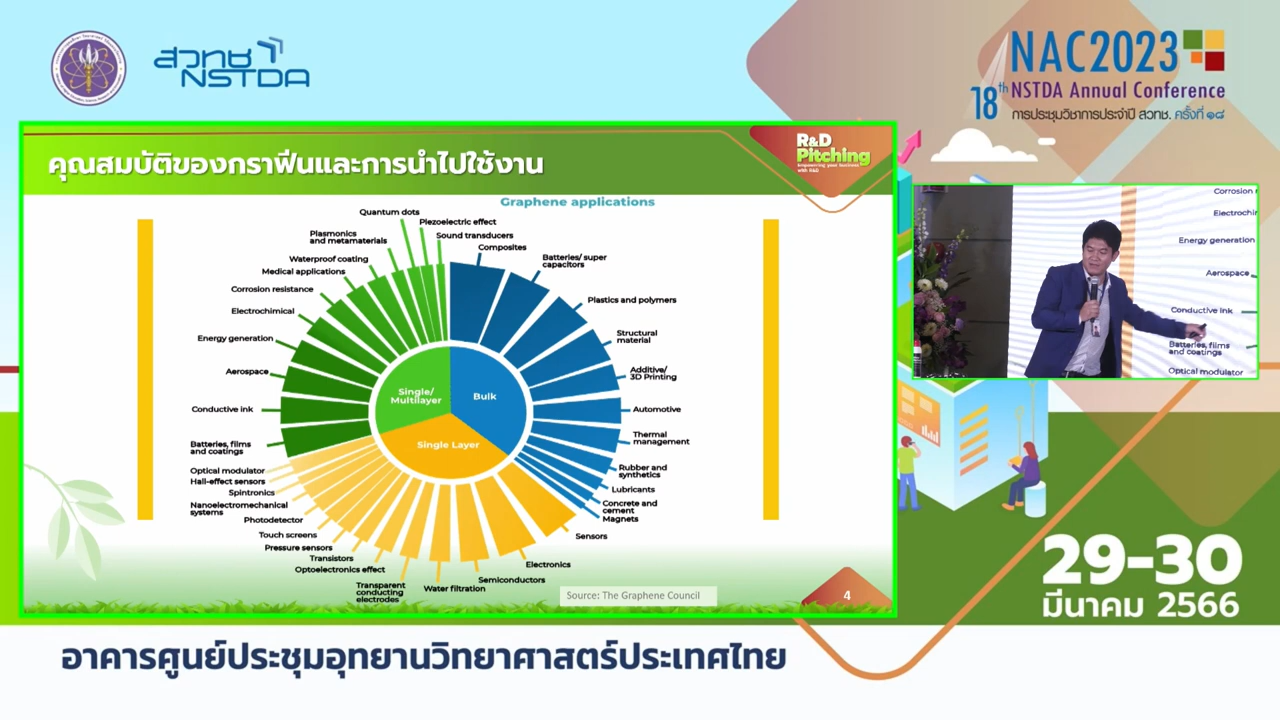 สวทช
NSTDA
NAC2023
18th NSTDA Annual Conference
การประชุมวิชาการประจำปี สวทช. ครั้งที่ ๑๘
คุณสมบัติของกราฟีนและการนำไปใช้งาน
R&D
Pitching
Empowering your business
with R&D
Graphene applications
Quantum dots
Piezoelectric effect
Plasmonics
and metamaterials
Sound transducers
Composites
Waterproof coating
Batteries/ super
capacitors
Medical applications
Corrosion resistance
Plastics and polymers
Electrochimical
Structural
material
Energy generation
Aerospace
Additive/
3D Printing
Single/
Multilayer
Bulk
Conductive ink
Automotive
Batteries, films
and coatings
Single Layer
Thermal
management
Optical modulator
Rubber and
synthetics
Hall-effect sensors
Lubricants
Spintronics
Nanoelectromechanical
systems
Concrete and
cement
Magnets
Photodetector
Touch screens
Sensors
Pressure sensors
Transistors
Electronics
Optoelectronics effect
Semiconductors
Transparent
conducting
electrodes
Water filtration
Source: The Graphene Council
4
Corrosion
Electrochi
Energy generation
Aerospace
Conductive ink
Batteries, films
and coatings
Optical modulator
29-30
มีนาคม 2566
อาคารศูนย์ประชุมอุทยานวิทยาศาสตร์ประเทศไทย